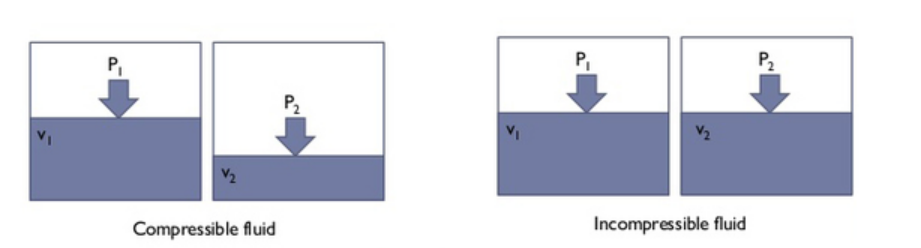 P₁
P₂
v₁
v₂
Compressible fluid
P₁
P₂
v₁
v₂
Incompressible fluid